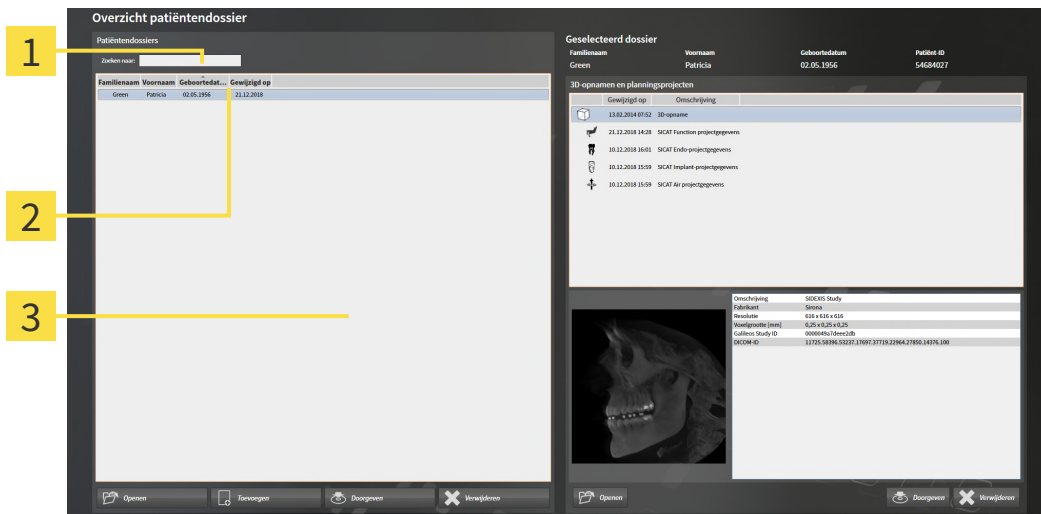 Overzicht patiëntendossier
Patiëntendossiers
1
Zoeken naar:
Familienaam Voornaam Geboortedat... Gewijzigd op
Green Patricia 02.05.1956 21.12.2018
2
3
Openen Toevoegen Doorgeven Verwijderen
Geselecteerd dossier
Familienaam Voornaam Geboortedatum Patiënt-ID
Green Patricia 02.05.1956 54684027
3D-opnamen en planningsprojecten
Gewijzigd op Omschrijving
13.02.2014 07:52 3D-opname
21.12.2018 14:28 SICAT Function projectgegevens
10.12.2018 16:01 SICAT Endo-projectgegevens
10.12.2018 15:59 SICAT Implant-projectgegevens
10.12.2018 15:59 SICAT Air projectgegevens
Omschrijving SIDEXIS Study
Fabrikant Sirona
Resolutie 616 x 616 x 616
Voxelgrootte [mm] 0,25 x 0,25 x 0,25
Galileos Study ID 0000049a7deee2db
DICOM-ID 11725.58396.53237.17697.37719.22964.27850.14376.100
Openen Doorgeven Verwijderen